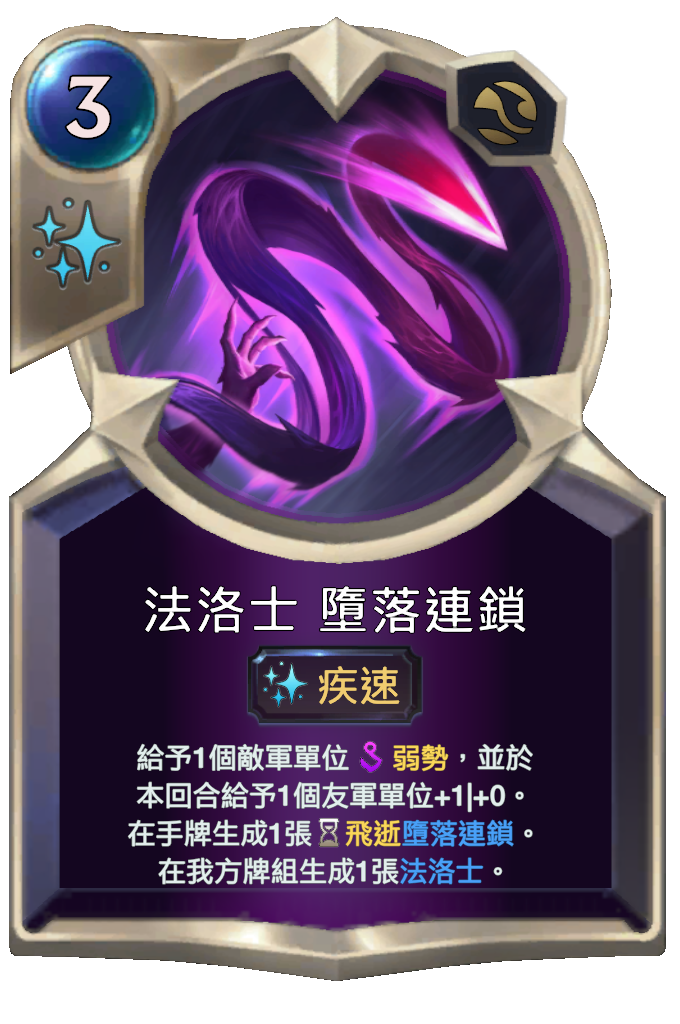 3
法洛士 墮落連鎖
疾速
給予1個敵軍單位 弱勢，並於
本回合給予1個友軍單位+1|+0。
在手牌生成1張飛逝墮落連鎖。
在我方牌組生成1張法洛士。